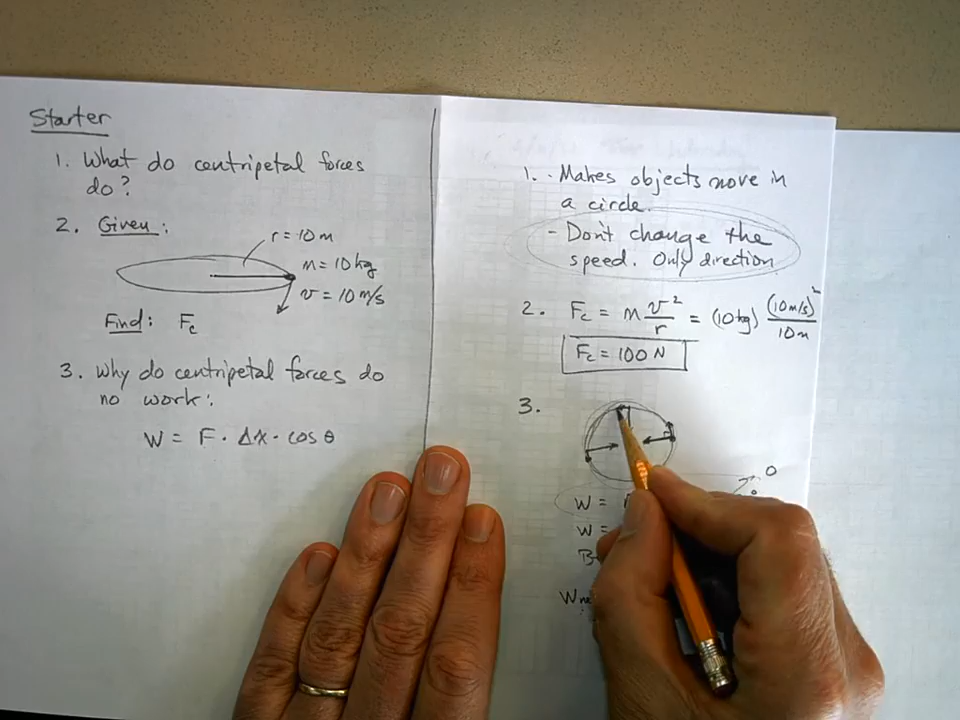 Starter
1. What do centripetal forces
do?
2. Given:
r = 10 m
m = 10 kg
v = 10 m/s
Find: Fc
3. Why do centripetal forces do
no work:
W = F · Δx · cos θ
1. - Makes objects move in
a circle.
- Don't change the
speed. Only direction
2. Fc = m v²/r = (10 kg) (10 m/s)²/10 m
Fc = 100 N
3.
0
W =
W =